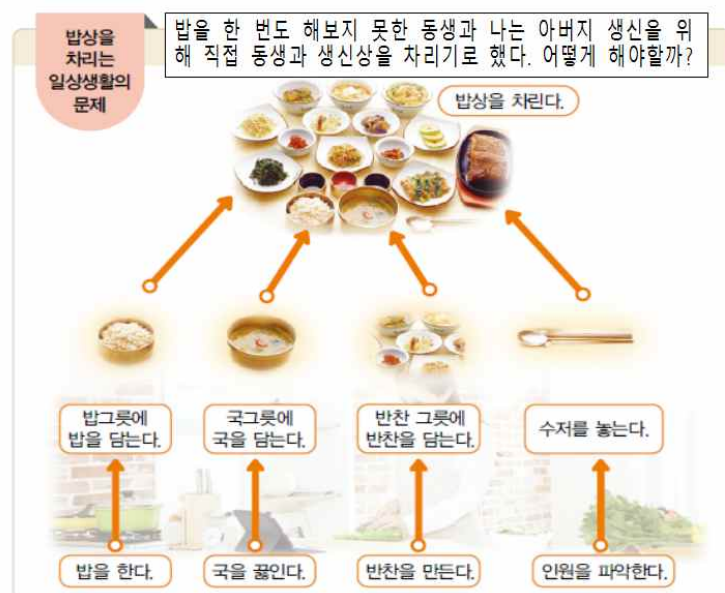 밥상을
차리는
일상생활의
문제
밥을 한 번도 해보지 못한 동생과 나는 아버지 생신을 위
해 직접 동생과 생신상을 차리기로 했다. 어떻게 해야할까?
밥상을 차린다.
밥그릇에
밥을 담는다.
국그릇에
국을 담는다.
반찬 그릇에
반찬을 담는다.
수저를 놓는다.
밥을 한다.
국을 끓인다.
반찬을 만든다.
인원을 파악한다.